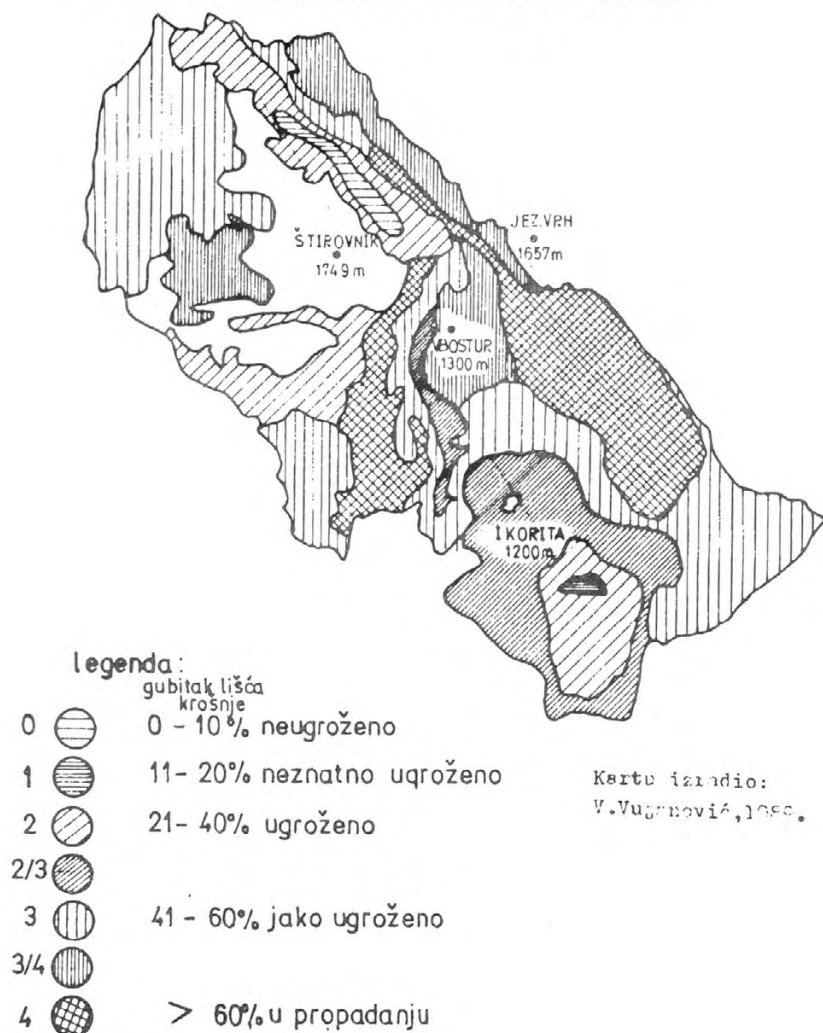 JEZ.VRH
1657m
ŠTIROVNIK
1749 m
BOSTUR
1300 m
I KORITA
1200m
legenda:
gubitak lišća
krošnje
0 0 - 10% neugroženo
1 11 - 20% neznatno ugroženo
2 21 - 40% ugroženo
2/3
3 41 - 60% jako ugroženo
3/4
4 > 60% u propadanju
Kartu izradio: